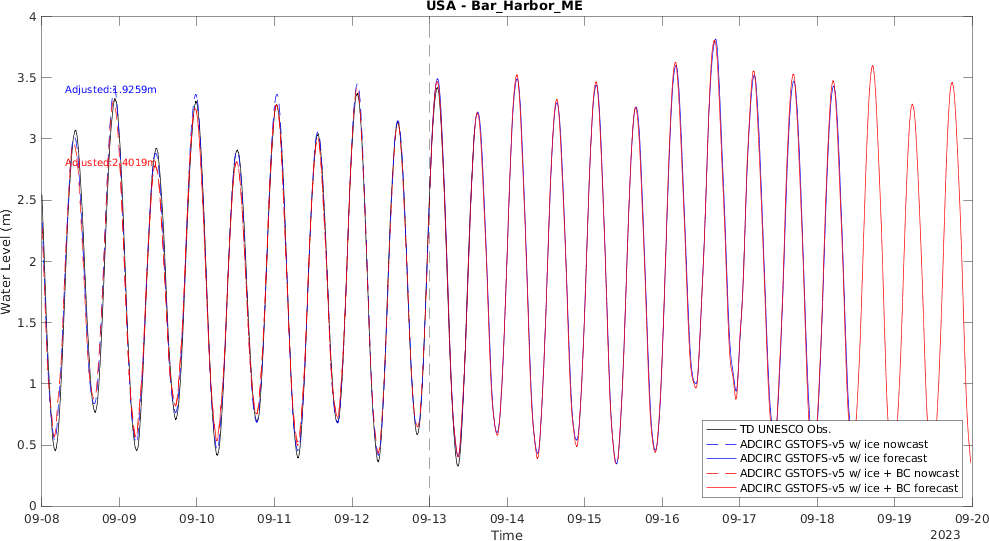 USA - Bar_Harbor_ME
4
3.5
3
2.5
2
1.5
1
0.5
0
Water Level (m)
Adjusted:1.9259m
Adjusted:2.4019m
TD UNESCO Obs.
ADCIRC GSTOFS-v5 w/ ice nowcast
ADCIRC GSTOFS-v5 w/ ice forecast
ADCIRC GSTOFS-v5 w/ ice + BC nowcast
ADCIRC GSTOFS-v5 w/ ice + BC forecast
09-08 09-09 09-10 09-11 09-12 09-13 09-14 09-15 09-16 09-17 09-18 09-19 09-20
Time
2023